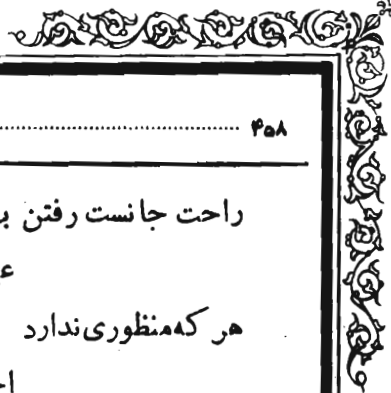 ۴۵۸
راحت جانست رفتن
هر که منظوری ندارد